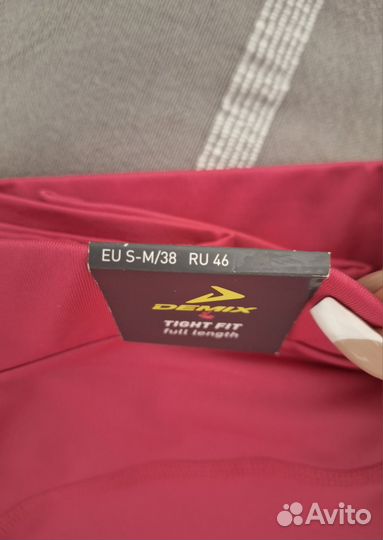 EU S-M/38 RU 46
DEMIX
TIGHT FIT
full length
Avito